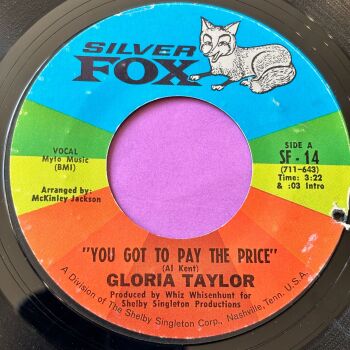 SILVER
FOX
VOCAL
Myto Music
(BMI)
Arranged by:
McKinley Jackson
SIDE A
SF - 14
(711-643)
Time: 3:22
& :03 Intro
"YOU GOT TO PAY THE PRICE"
(Al Kent)
GLORIA TAYLOR
Produced by Whiz Whisenhunt for
Shelby Singleton Productions
A Division of The Shelby Singleton Corp., Nashville, Tenn. U.S.A.